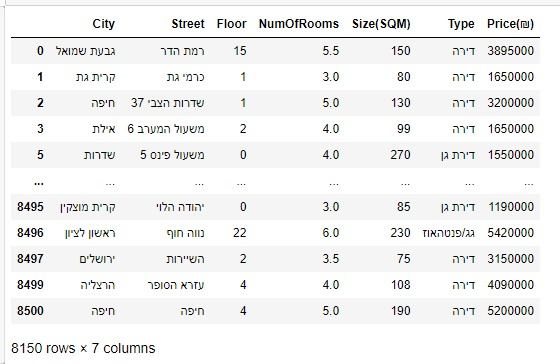 City Street Floor NumOfRooms Size(SQM) Type Price(₪)
0 גבעת שמואל רמת הדר 15 5.5 150 דירה 3895000
1 קרית גת כרמי גת 1 3.0 80 דירה 1650000
2 חיפה שדרות הצבי 37 1 5.0 130 דירה 3200000
3 אילת משעול המערב 6 2 4.0 99 דירה 1650000
5 שדרות משעול פינס 5 0 4.0 270 דירת גן 1550000
... ... ... ... ... ... ... ...
8495 קרית מוצקין יהודה הלוי 0 3.0 85 דירת גן 1190000
8496 ראשון לציון נווה חוף 22 6.0 230 גג/פנטהאוז 5420000
8497 ירושלים השיירות 2 3.5 75 דירה 3150000
8499 הרצליה עזרא הסופר 4 4.0 108 דירה 4090000
8500 חיפה חיפה 4 5.0 190 דירה 5200000
8150 rows × 7 columns